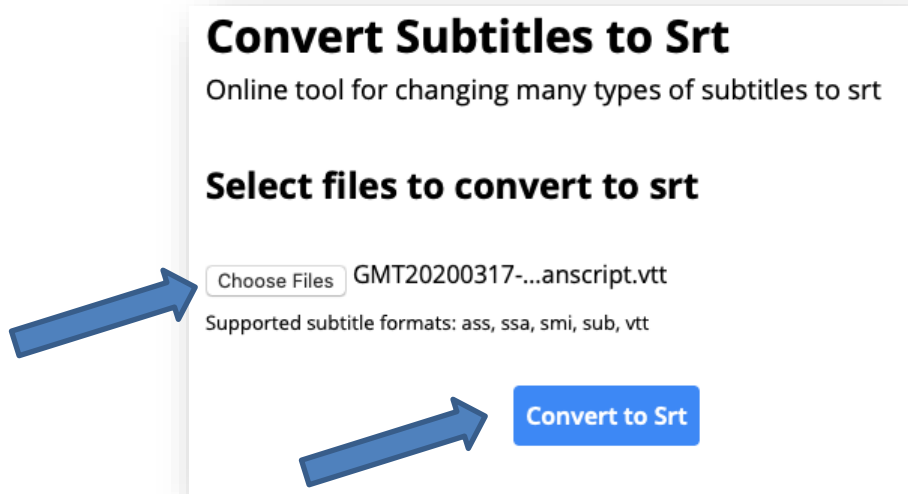 Convert Subtitles to Srt
Online tool for changing many types of subtitles to srt
Select files to convert to srt
Choose Files GMT20200317-...anscript.vtt
Supported subtitle formats: ass, ssa, smi, sub, vtt
Convert to Srt